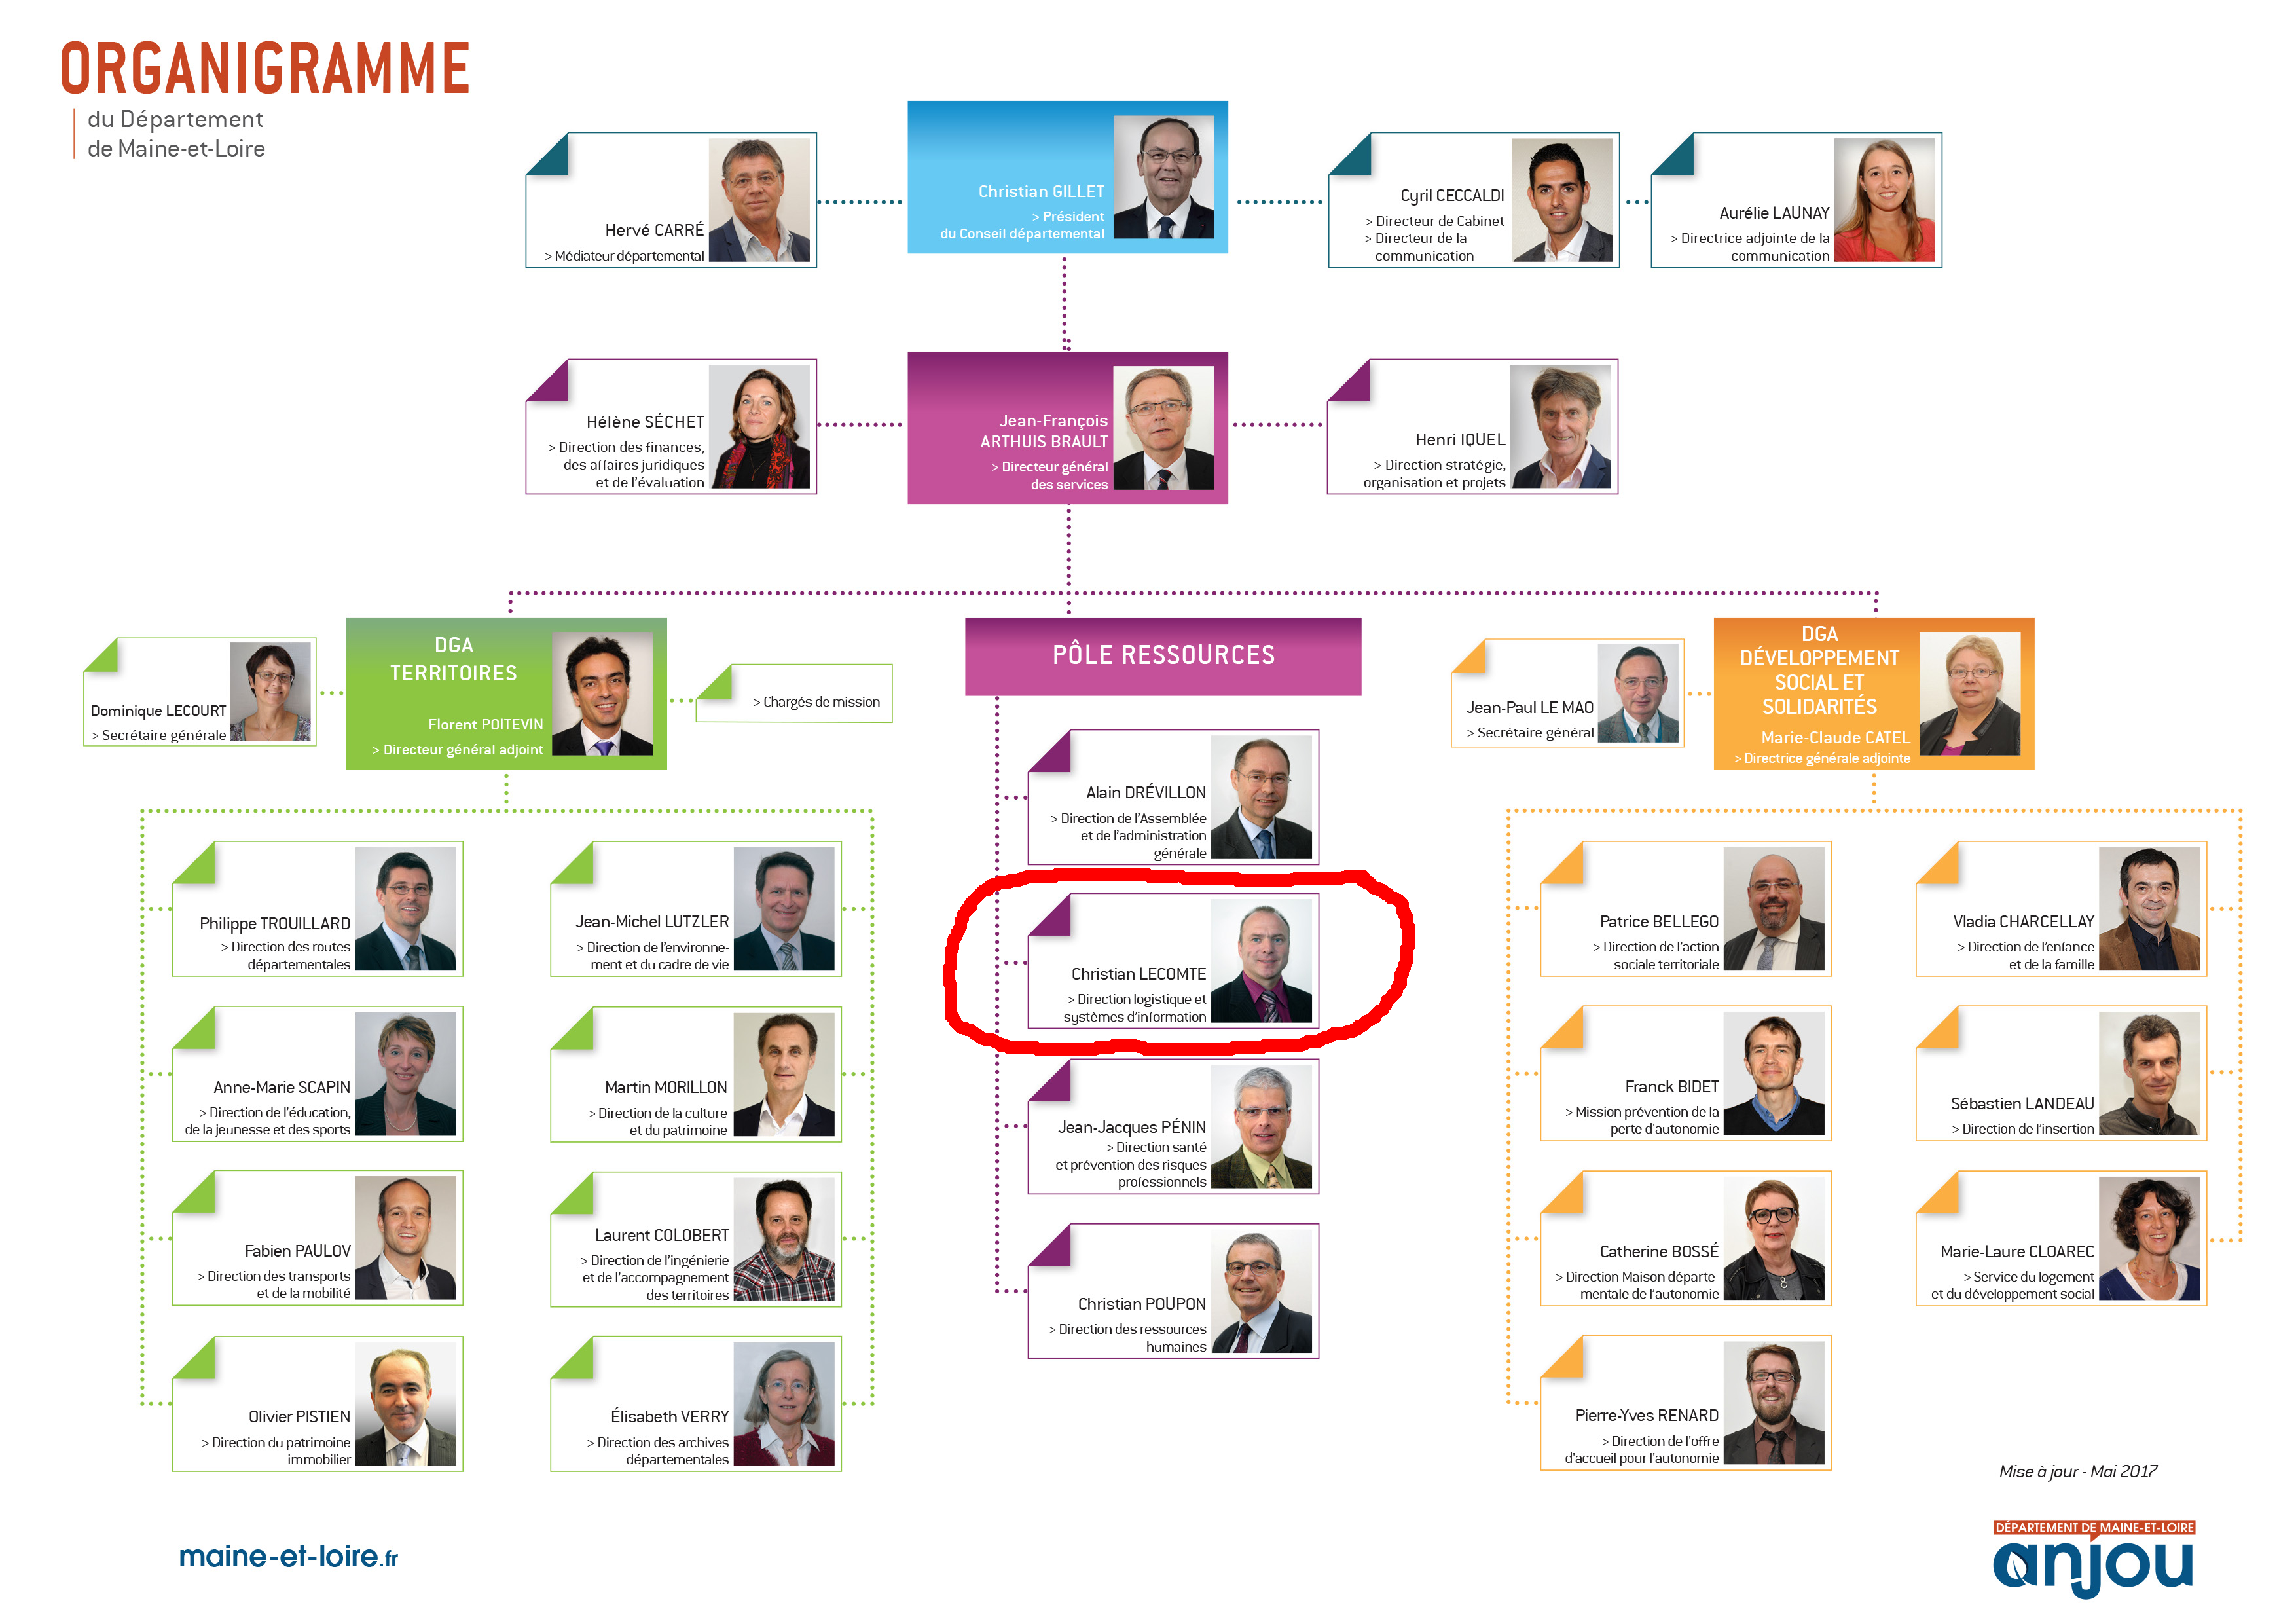 ORGANIGRAMME
du Département
de Maine-et-Loire
Hervé CARRÉ
> Médiateur départemental
Christian GILLET
> Président
du Conseil départemental
Cyril CECCALDI
> Directeur de Cabinet
> Directeur de la
communication
Aurélie LAUNAY
> Directrice adjointe de la
communication
Hélène SÉCHET
> Direction des finances,
des affaires juridiques
et de l'évaluation
Jean-François
ARTHUIS BRAULT
> Directeur général
des services
Henri IQUEL
> Direction stratégie,
organisation et projets
Dominique LECOURT
> Secrétaire générale
DGA
TERRITOIRES
Florent POITEVIN
> Directeur général adjoint
> Chargés de mission
PÔLE RESSOURCES
Jean-Paul LE MAO
> Secrétaire général
DGA
DÉVELOPPEMENT
SOCIAL ET
SOLIDARITÉS
Marie-Claude CATEL
> Directrice générale adjointe
Philippe TROUILLARD
> Direction des routes
départementales
Jean-Michel LUTZLER
> Direction de l'environne-
ment et du cadre de vie
Anne-Marie SCAPIN
> Direction de l'éducation,
de la jeunesse et des sports
Martin MORILLON
> Direction de la culture
et du patrimoine
Fabien PAULOV
> Direction des transports
et de la mobilité
Laurent COLOBERT
> Direction de l'ingénierie
et de l'accompagnement
des territoires
Olivier PISTIEN
> Direction du patrimoine
immobilier
Élisabeth VERRY
> Direction des archives
départementales
Alain DRÉVILLON
> Direction de l'Assemblée
et de l'administration
générale
Christian LECOMTE
> Direction logistique et
systèmes d'information
Jean-Jacques PÉNIN
> Direction santé
et prévention des risques
professionnels
Christian POUPON
> Direction des ressources
humaines
Patrice BELLEGO
> Direction de l'action
sociale territoriale
Vladia CHARCELLAY
> Direction de l'enfance
et de la famille
Franck BIDET
> Mission prévention de la
perte d'autonomie
Sébastien LANDEAU
> Direction de l'insertion
Catherine BOSSÉ
> Direction Maison départe-
mentale de l'autonomie
Marie-Laure CLOAREC
> Service du logement
et du développement social
Pierre-Yves RENARD
> Direction de l'offre
d'accueil pour l'autonomie
Mise à jour - Mai 2017
maine-et-loire.fr
DÉPARTEMENT DE MAINE-ET-LOIRE
anjou